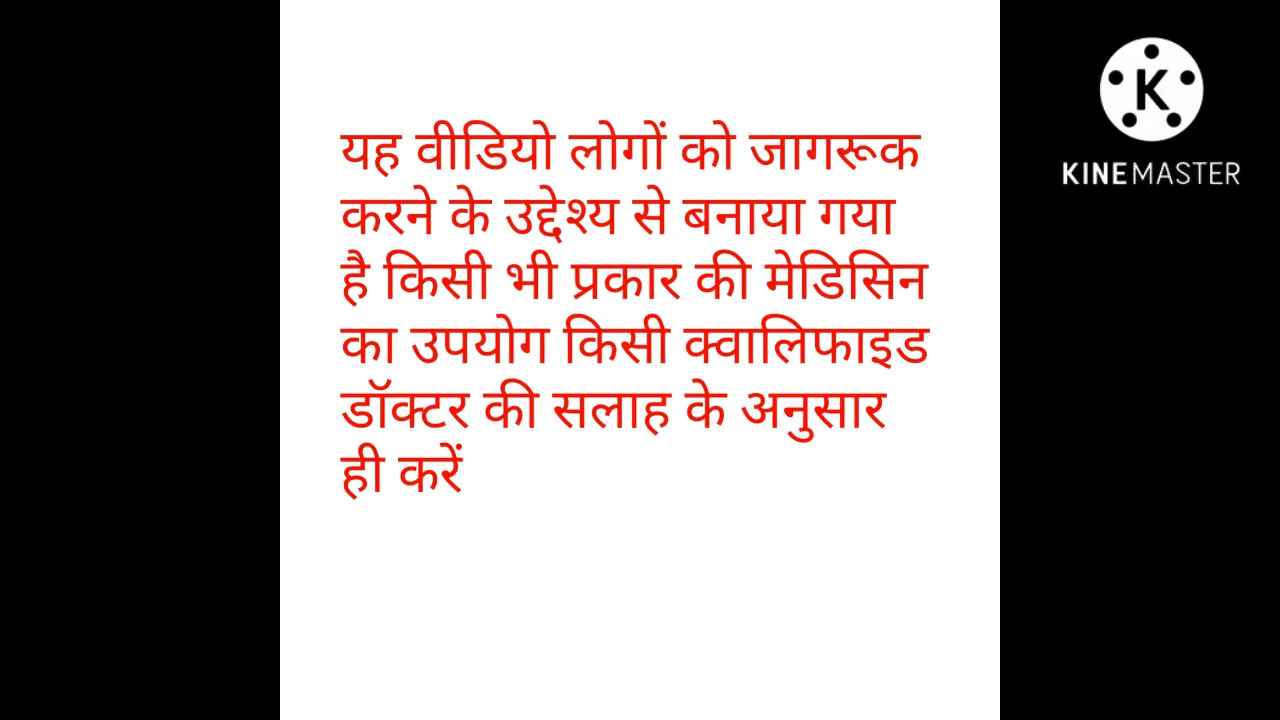 यह वीडियो लोगों को जागरूक
करने के उद्देश्य से बनाया गया
है किसी भी प्रकार की मेडिसिन
का उपयोग किसी क्वालिफाइड
डॉक्टर की सलाह के अनुसार
ही करें
K
KINEMASTER